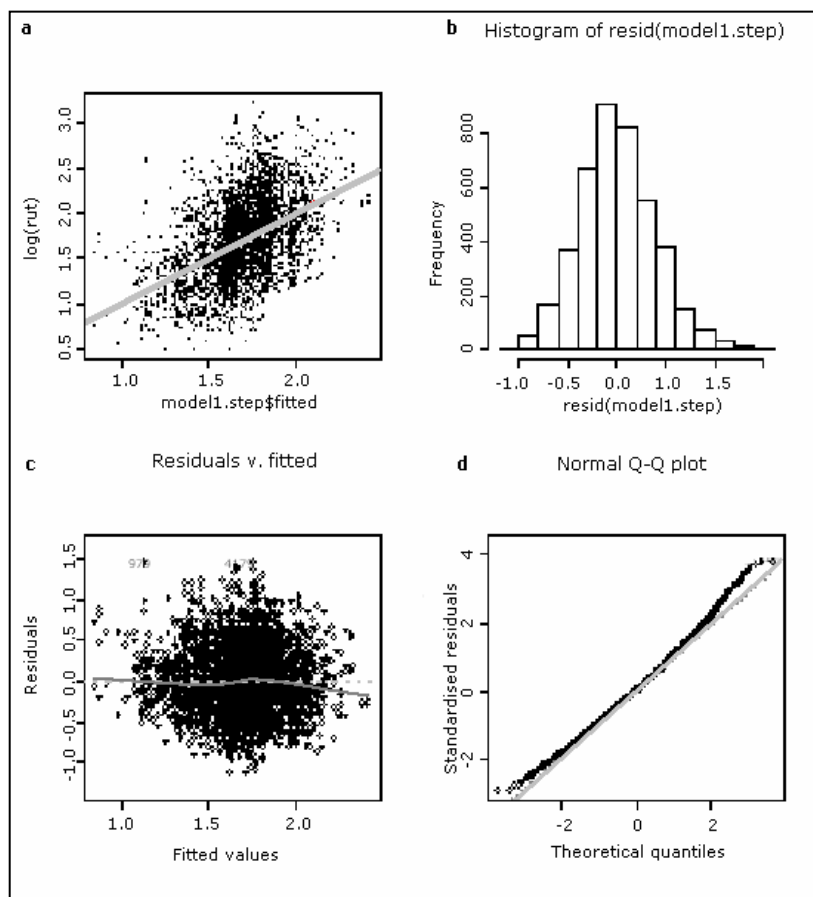 a
log(rut)
3.0
2.5
2.0
1.5
1.0
0.5
1.0 1.5 2.0
model1.step$fitted
b Histogram of resid(model1.step)
Frequency
800
600
400
200
0
-1.0 -0.5 0.0 1.0 1.5
resid(model1.step)
c Residuals v. fitted
Residuals
1.5
1.0
0.5
0.0
-0.5
-1.0
979
1.0 1.5 2.0
Fitted values
d Normal Q-Q plot
Standardised residuals
4
2
0
-2
-2 0 2
Theoretical quantiles